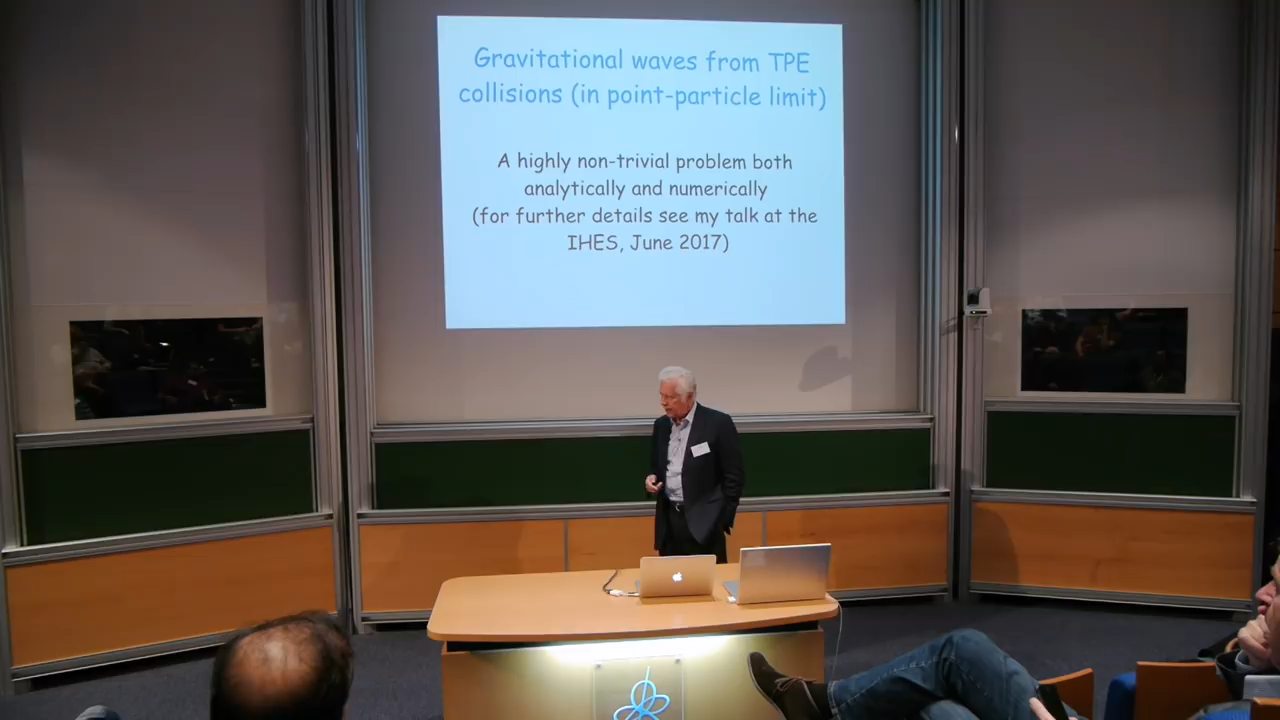 Gravitational waves from TPE
collisions (in point-particle limit)
A highly non-trivial problem both
analytically and numerically
(for further details see my talk at the
IHES, June 2017)